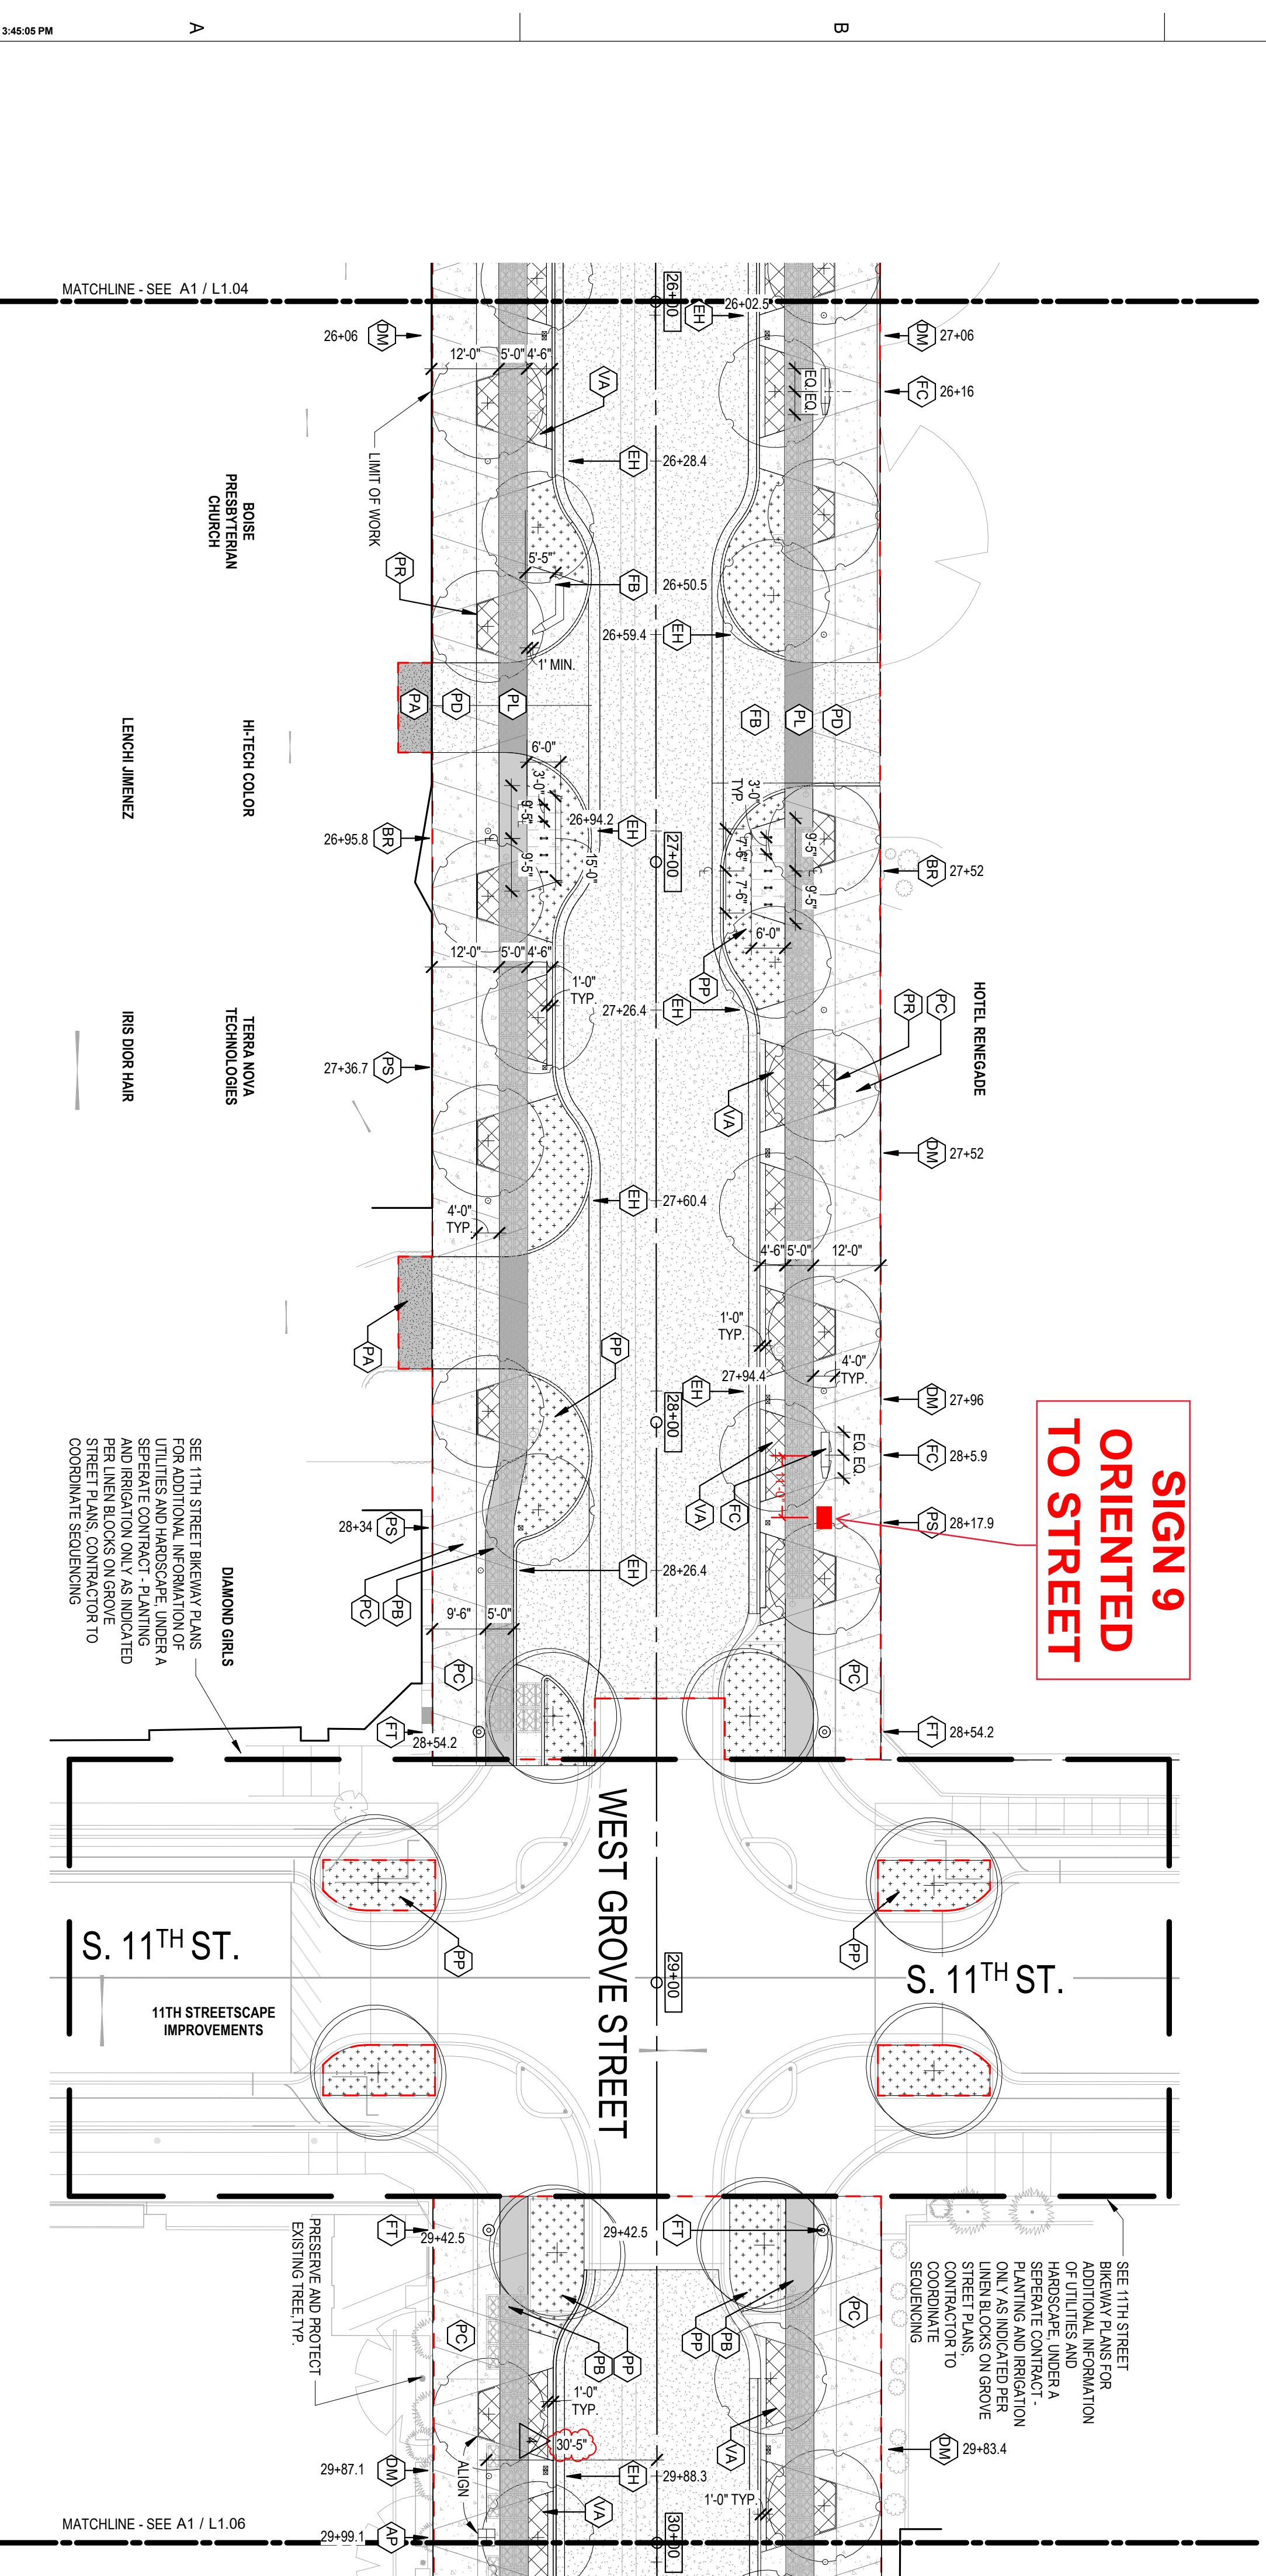 3:45:05 PM
A
B
MATCHLINE - SEE A1 / L1.04
26+00
26+02.5
EH
26+06
DM
DM
27+06
12'-0"
5'-0"
4'-6"
VA
EQ.
EQ.
FC
26+16
LIMIT OF WORK
EH
26+28.4
BOISE
PRESBYTERIAN
CHURCH
PR
5'-5"
FB
26+50.5
26+59.4
EH
1' MIN.
PA
PD
PL
FB
PL
PD
LENCHI JIMENEZ
HI-TECH COLOR
6'-0"
3'-0"
9'-5"
9'-5"
26+94.2
EH
15'-0"
27+00
3'-0"
TYP.
7'-6"
7'-6"
9'-5"
9'-5"
26+95.8
BR
BR
27+52
6'-0"
PP
12'-0"
5'-0"
4'-6"
1'-0"
TYP.
27+26.4
EH
HOTEL RENEGADE
PR
PC
IRIS DIOR HAIR
TERRA NOVA
TECHNOLOGIES
27+36.7
PS
VA
DM
27+52
EH
27+60.4
4'-0"
TYP.
4'-6"
5'-0"
12'-0"
1'-0"
TYP.
PP
PA
4'-0"
TYP.
27+94.4
EH
DM
27+96
28+00
SIGN 9
ORIENTED
TO STREET
EQ.
EQ.
FC
28+5.9
11'-0"
VA
FC
PS
28+17.9
SEE 11TH STREET BIKEWAY PLANS
FOR ADDITIONAL INFORMATION OF
UTILITIES AND HARDSCAPE, UNDER A
SEPERATE CONTRACT - PLANTING
AND IRRIGATION ONLY AS INDICATED
PER LINEN BLOCKS ON GROVE
STREET PLANS, CONTRACTOR TO
COORDINATE SEQUENCING
28+34
PS
EH
28+26.4
DIAMOND GIRLS
PC
PB
9'-6"
5'-0"
PC
PC
FT
28+54.2
FT
28+54.2
WEST GROVE STREET
PP
PP
S. 11TH ST.
29+00
S. 11TH ST.
11TH STREETSCAPE
IMPROVEMENTS
FT
29+42.5
29+42.5
FT
PRESERVE AND PROTECT
EXISTING TREE,TYP.
SEE 11TH STREET
BIKEWAY PLANS FOR
ADDITIONAL INFORMATION
OF UTILITIES AND
HARDSCAPE, UNDER A
SEPERATE CONTRACT -
PLANTING AND IRRIGATION
ONLY AS INDICATED PER
LINEN BLOCKS ON GROVE
STREET PLANS,
CONTRACTOR TO
COORDINATE
SEQUENCING
PC
PC
PB
PP
PP
PB
1'-0"
TYP.
4
30'-5"
VA
DM
29+83.4
ALIGN
29+87.1
DM
EH
29+88.3
1'-0" TYP.
VA
MATCHLINE - SEE A1 / L1.06
29+99.1
AP
30+00